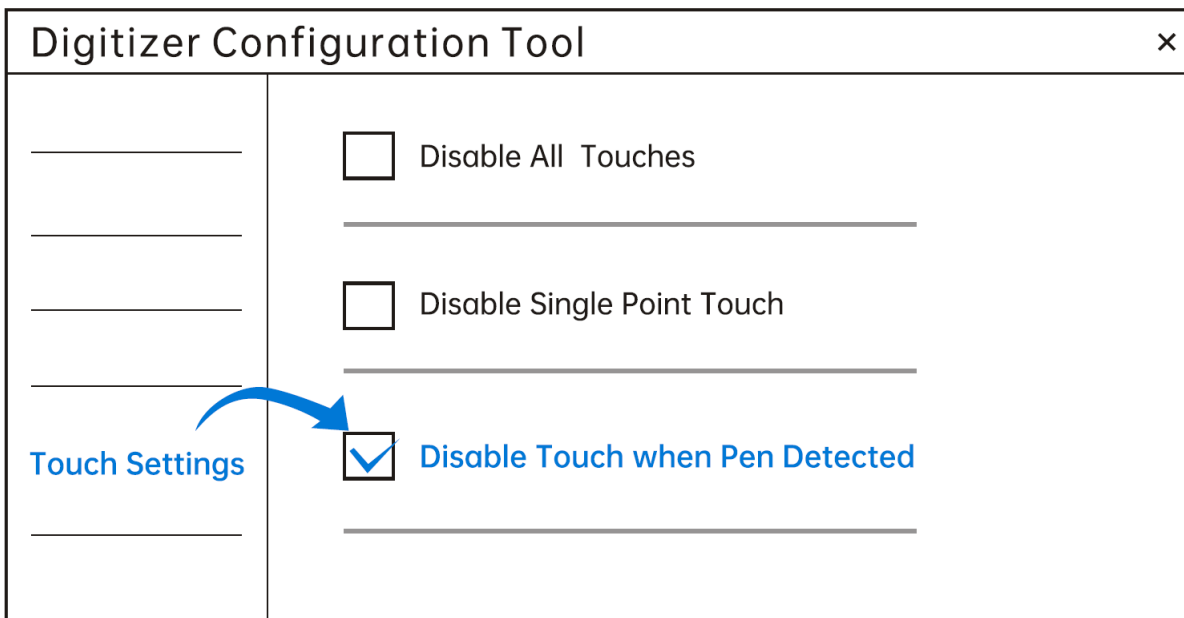 Digitizer Configuration Tool ×
Disable All Touches
Disable Single Point Touch
Touch Settings
Disable Touch when Pen Detected